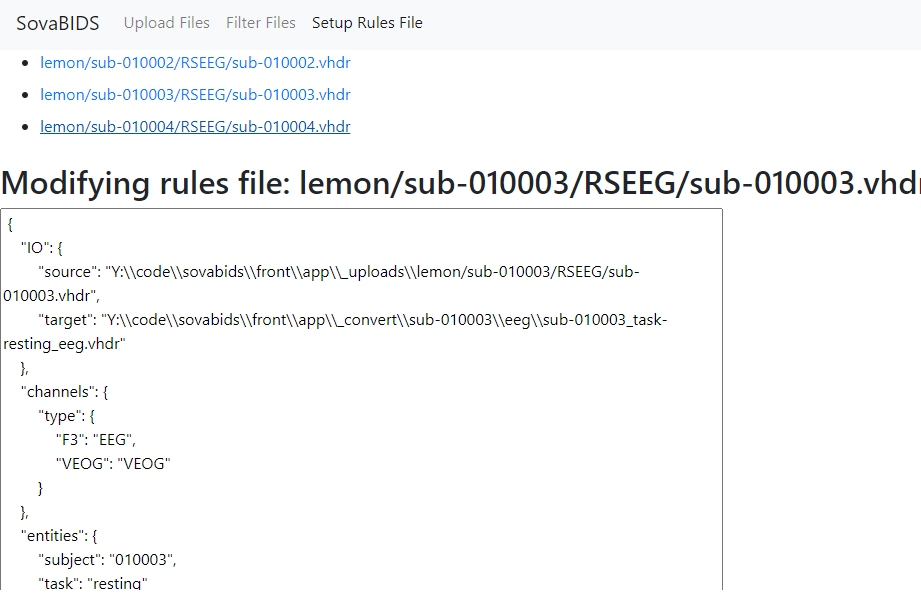 SovaBIDS Upload Files Filter Files Setup Rules File
lemon/sub-010002/RSEEG/sub-010002.vhdr
lemon/sub-010003/RSEEG/sub-010003.vhdr
lemon/sub-010004/RSEEG/sub-010004.vhdr
Modifying rules file: lemon/sub-010003/RSEEG/sub-010003.vhdr
{
"IO": {
"source": "Y:\\code\\sovabids\\front\\app\\_uploads\\lemon/sub-010003/RSEEG/sub-
010003.vhdr",
"target": "Y:\\code\\sovabids\\front\\app\\_convert\\sub-010003\\eeg\\sub-010003_task-
resting_eeg.vhdr"
},
"channels": {
"type": {
"F3": "EEG",
"VEOG": "VEOG"
}
},
"entities": {
"subject": "010003",
"task": "resting"